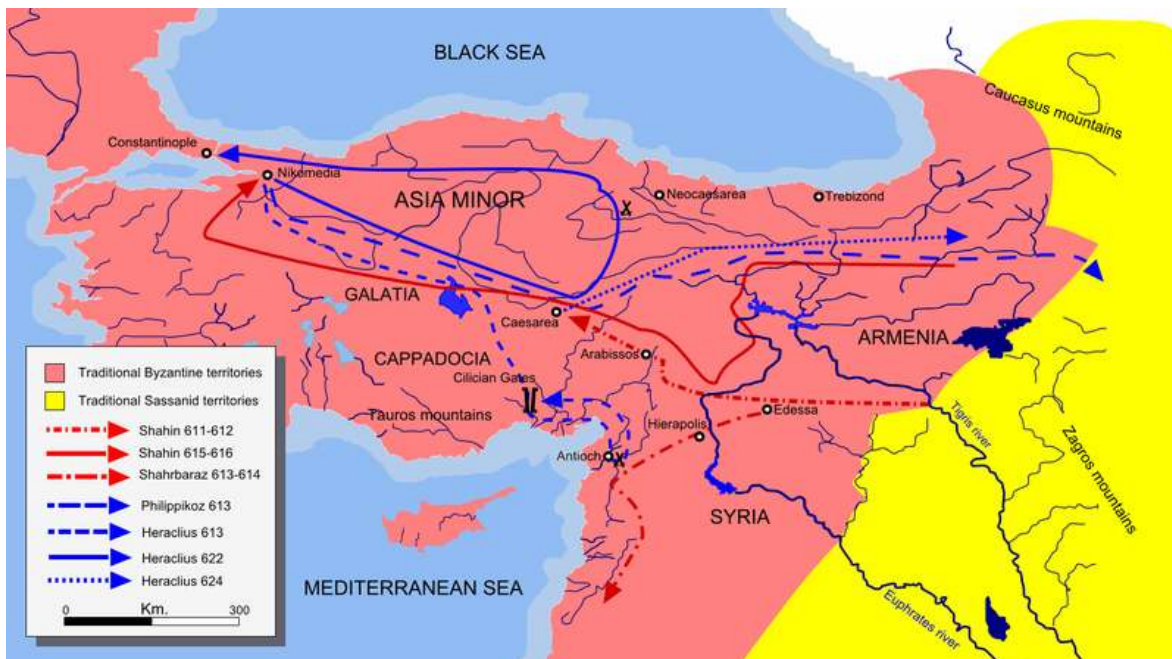 BLACK SEA
Caucasus mountains
Constantinople
Nikomedia
ASIA MINOR
Neocaesarea
Trebizond
GALATIA
Caesarea
ARMENIA
Arabissos
CAPPADOCIA
Cilician Gates
Tauros mountains
Edessa
Hierapolis
Antioch
Tigris river
Zagros mountains
SYRIA
MEDITERRANEAN SEA
Euphrates river
X
X
Traditional Byzantine territories
Traditional Sassanid territories
Shahin 611-612
Shahin 615-616
Shahrbaraz 613-614
Philippikoz 613
Heraclius 613
Heraclius 622
Heraclius 624
0 Km. 300